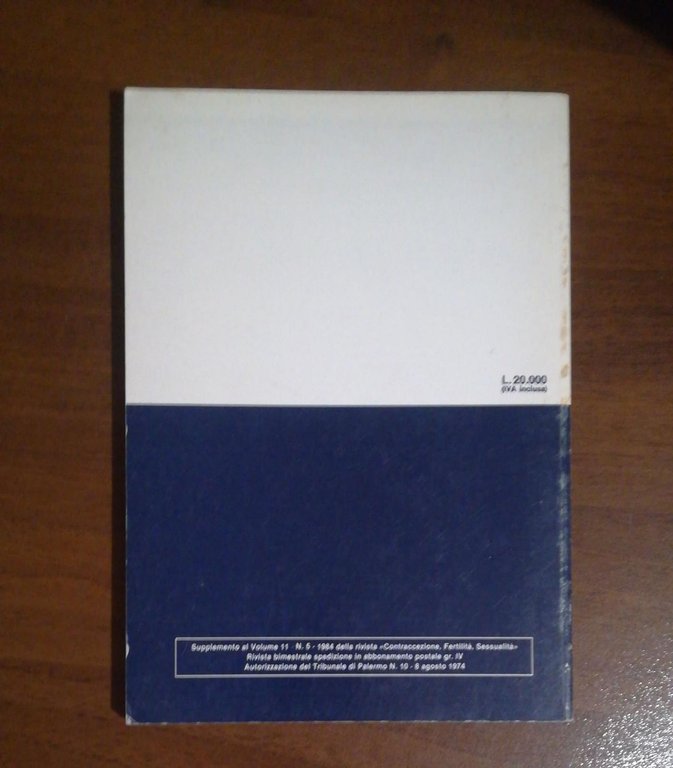 L. 20.000
(IVA inclusa)
Supplemento al Volume 11 - N. 5 - 1984 della rivista «Contraccezione, Fertilità, Sessualità»
Rivista bimestrale spedizione in abbonamento postale gr. IV
Autorizzazione del Tribunale di Palermo N. 10 - 8 agosto 1974